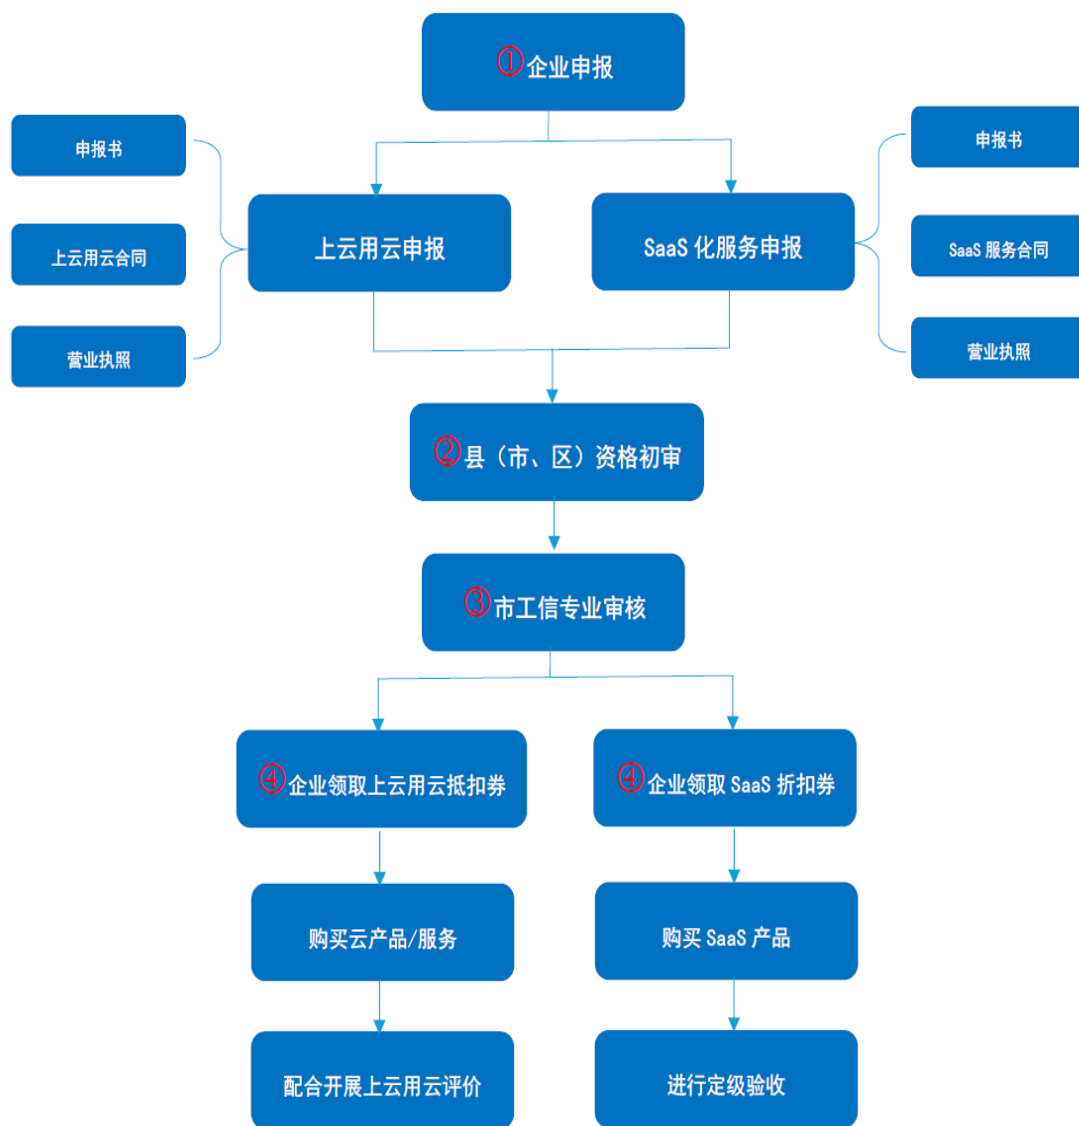 ①企业申报
申报书
上云用云合同
营业执照
上云用云申报
SaaS 化服务申报
申报书
SaaS 服务合同
营业执照
②县（市、区）资格初审
③市工信专业审核
④企业领取上云用云抵扣券
④企业领取 SaaS 折扣券
购买云产品/服务
购买 SaaS 产品
配合开展上云用云评价
进行定级验收